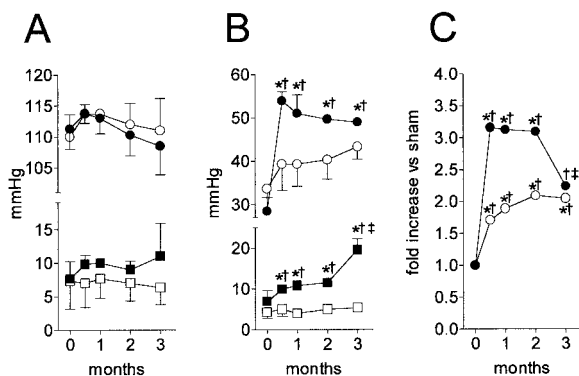 A
B
C
mmHg
120
115
110
105
15
10
5
0
0 1 2 3
months
mmHg
60
50
40
30
20
10
0
*† *† *† *†
*† *† *† *†‡
0 1 2 3
months
fold increase vs sham
4.0
3.5
3.0
2.5
2.0
1.5
1.0
0.5
0.0
*† *† *† †‡
*† *† *† *†
0 1 2 3
months